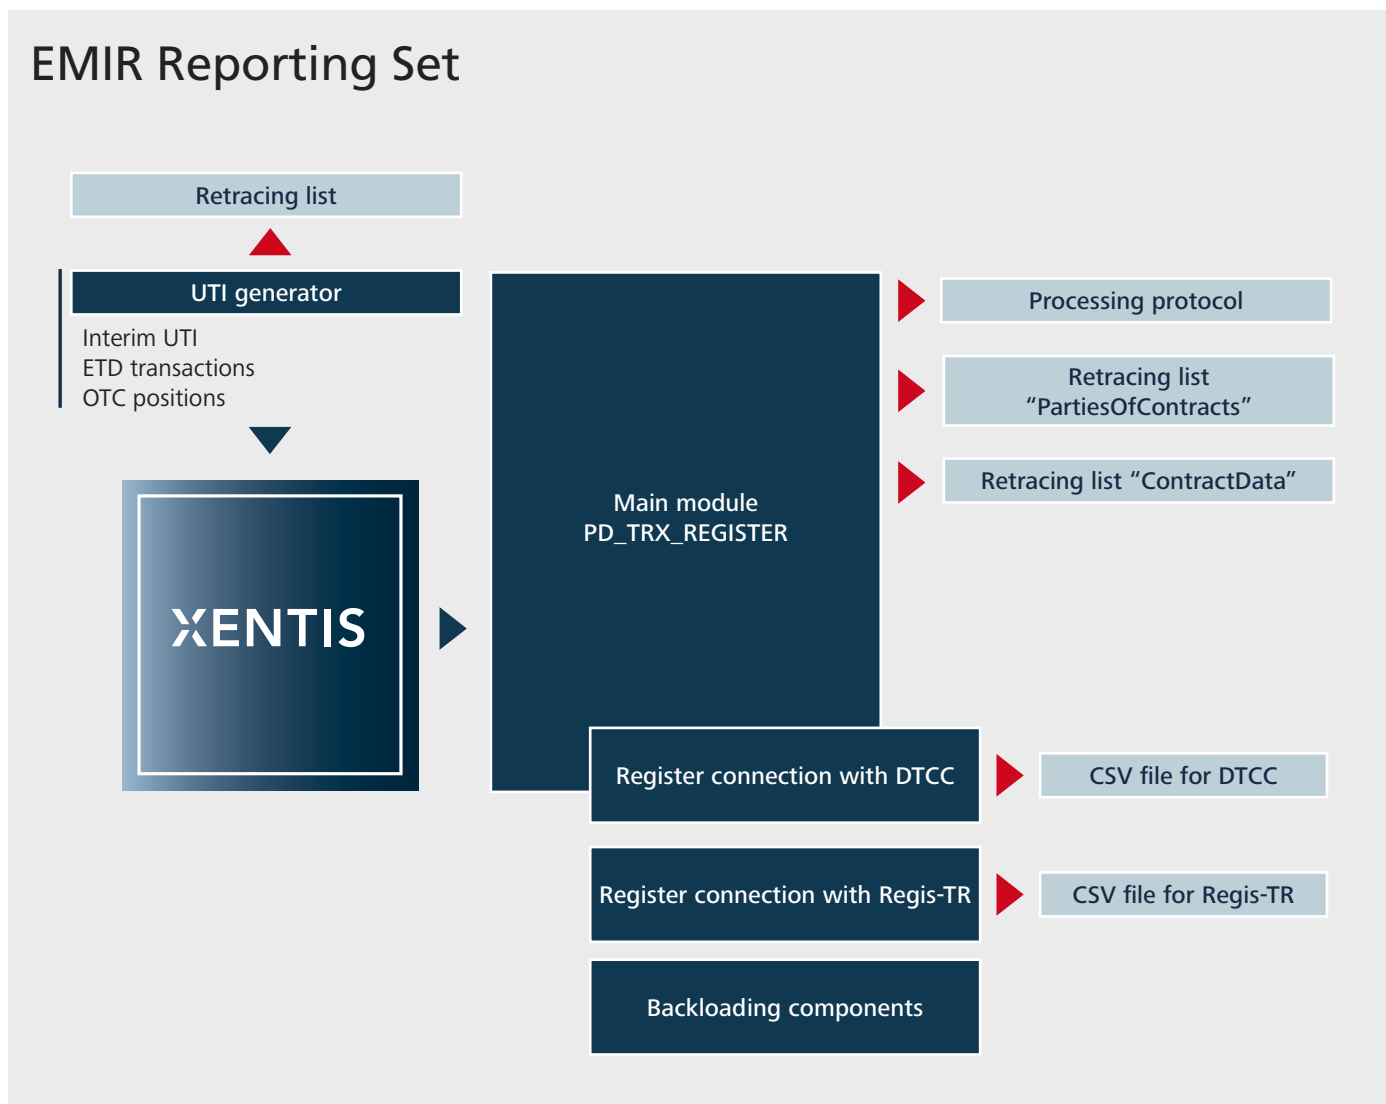 EMIR Reporting Set
Retracing list
UTI generator
Interim UTI
ETD transactions
OTC positions
XENTIS
Main module
PD_TRX_REGISTER
Processing protocol
Retracing list
“PartiesOfContracts”
Retracing list “ContractData”
Register connection with DTCC
CSV file for DTCC
Register connection with Regis-TR
CSV file for Regis-TR
Backloading components